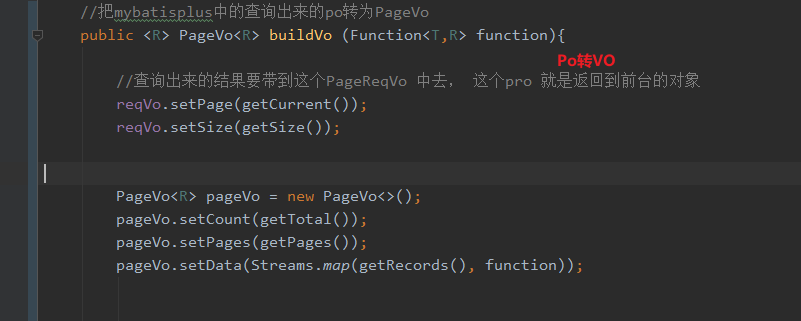 //把mybatisplus中的查询出来的po转为PageVo
public <R> PageVo<R> buildVo (Function<T,R> function){
Po转VO
//查询出来的结果要带到这个PageReqVo 中去， 这个pro 就是返回到前台的对象
reqVo.setPage(getCurrent());
reqVo.setSize(getSize());
PageVo<R> pageVo = new PageVo<>();
pageVo.setCount(getTotal());
pageVo.setPages(getPages());
pageVo.setData(Streams.map(getRecords(), function));